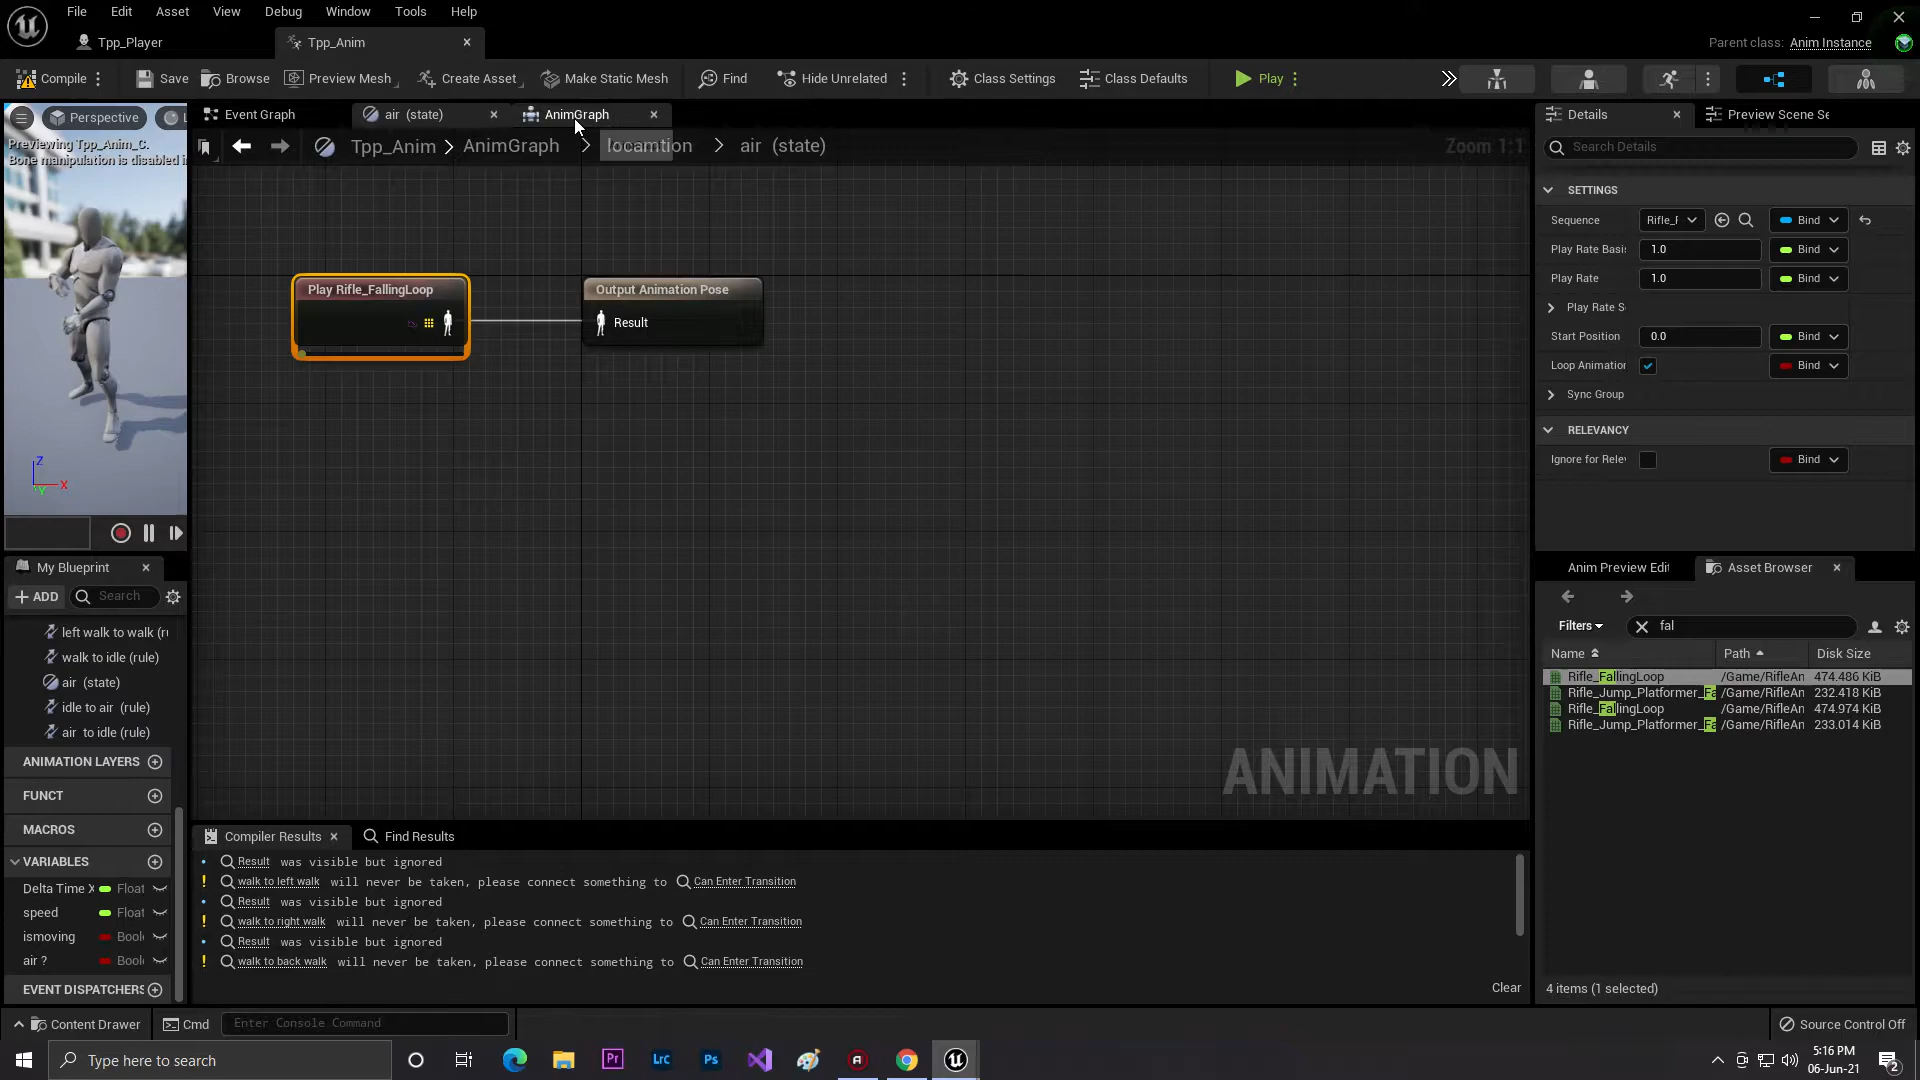 File Edit Asset View Window Debug Tools Help
Tpp_Player
Tpp_Anim
Parent class: Anim Instance
Compile Save Browse Preview Mesh Create Asset Make Static Mesh Find Hide Unrelated Class Settings Class Defaults Play
Perspective
Previewing Tpp_Anim_C.
Bone manipulation is disabled
Z
X
Y
Event Graph
air (state)
AnimGraph
Tpp_Anim > AnimGraph > locamtion > air (state)
Zoom 1:1
Play Rifle_FallingLoop
Output Animation Pose
Result
ANIMATION
My Blueprint
ADD
Search
left walk to walk (r
walk to idle (rule)
air (state)
idle to air (rule)
air to idle (rule)
ANIMATION LAYERS
FUNCT
MACROS
VARIABLES
Delta Time X Float
speed Float
ismoving Boole
air ? Boole
EVENT DISPATCHERS
Compiler Results
Find Results
Result was visible but ignored
walk to left walk will never be taken, please connect something to Can Enter Transition
Result was visible but ignored
walk to right walk will never be taken, please connect something to Can Enter Transition
Result was visible but ignored
walk to back walk will never be taken, please connect something to Can Enter Transition
Clear
Details
Preview Scene Se
Search Details
SETTINGS
Sequence Rifle_F Bind
Play Rate Basi 1.0 Bind
Play Rate 1.0 Bind
Play Rate S
Start Position 0.0 Bind
Loop Animation Bind
Sync Group
RELEVANCY
Ignore for Relev Bind
Anim Preview Edit
Asset Browser
Filters
fal
Name Path Disk Size
Rifle_FallingLoop /Game/RifleAn 474.486 KiB
Rifle_Jump_Platformer_Fa /Game/RifleAn 232.418 KiB
Rifle_FallingLoop /Game/RifleAn 474.974 KiB
Rifle_Jump_Platformer_Fa /Game/RifleAn 233.014 KiB
4 items (1 selected)
Content Drawer
Cmd
Enter Console Command
Source Control Off
Type here to search
Pr
Lrc
Ps
5:16 PM
06-Jun-21
2